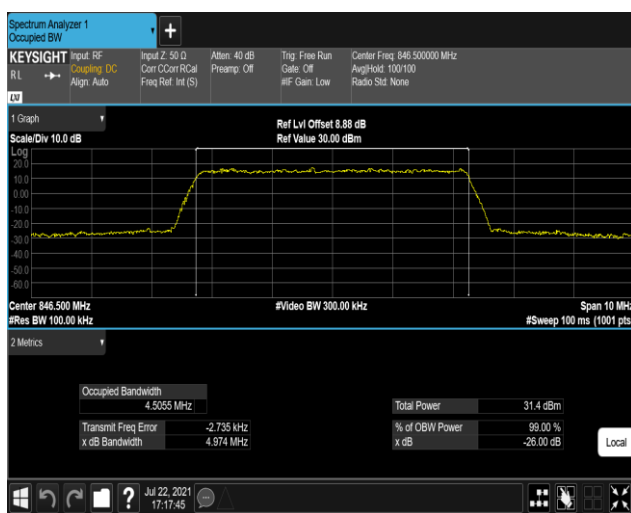 Spectrum Analyzer 1
Occupied BW
+
KEYSIGHT
RL
LXI
Input: RF
Coupling: DC
Align: Auto
Input Z: 50 Ω
Corr CCorr RCal
Freq Ref: Int (S)
Atten: 40 dB
Preamp: Off
Trig: Free Run
Gate: Off
#IF Gain: Low
Center Freq: 846.500000 MHz
Avg|Hold: 100/100
Radio Std: None
1 Graph
Scale/Div 10.0 dB
Ref Lvl Offset 8.88 dB
Ref Value 30.00 dBm
Log
20.0
10.0
0.00
-10.0
-20.0
-30.0
-40.0
-50.0
-60.0
Center 846.500 MHz
#Res BW 100.00 kHz
#Video BW 300.00 kHz
Span 10 MHz
#Sweep 100 ms (1001 pts
2 Metrics
Occupied Bandwidth
4.5055 MHz
Transmit Freq Error -2.735 kHz
x dB Bandwidth 4.974 MHz
Total Power 31.4 dBm
% of OBW Power 99.00 %
x dB -26.00 dB
Local
?
Jul 22, 2021
17:17:45